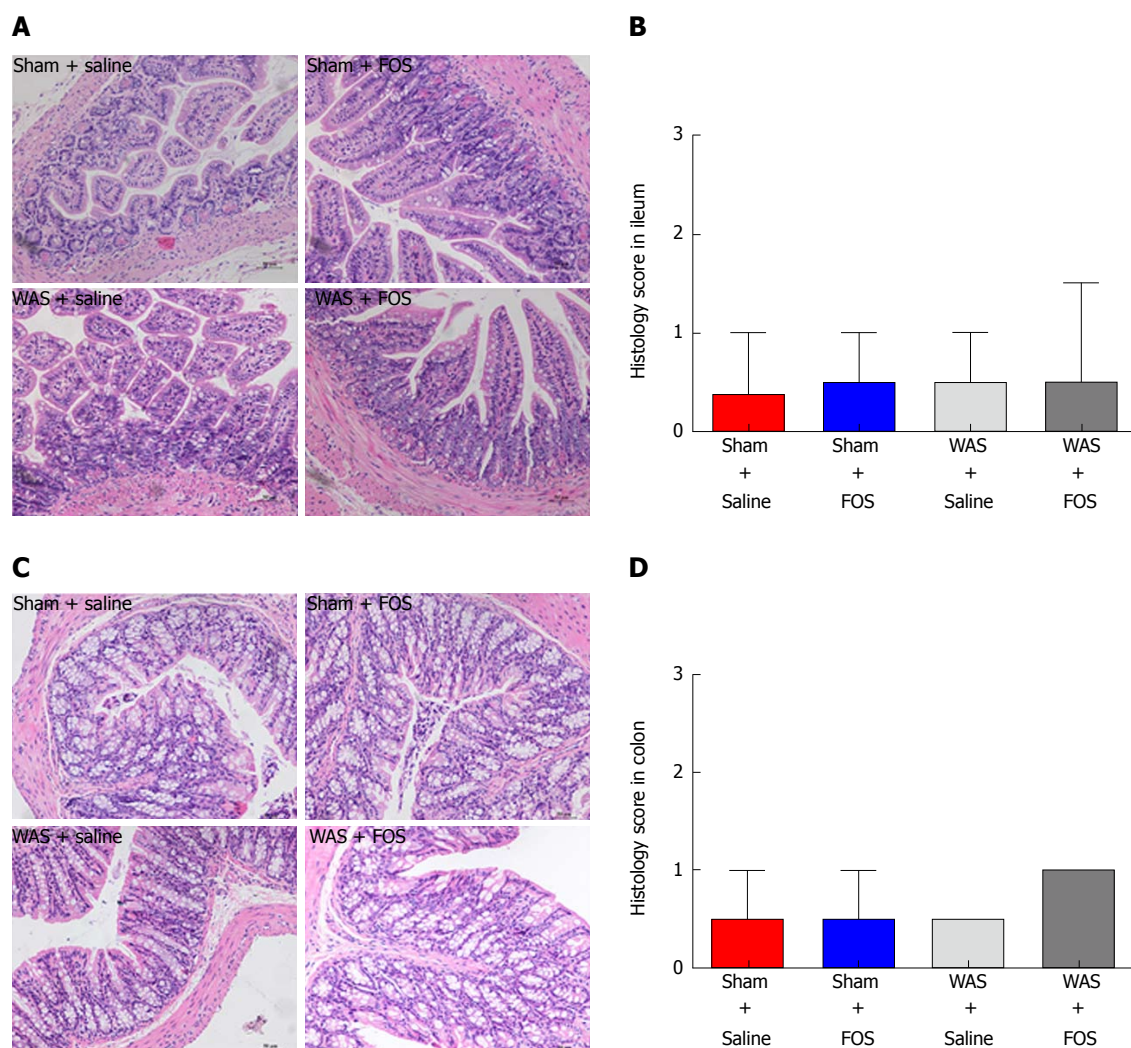 A
Sham + saline
Sham + FOS
WAS + saline
WAS + FOS
B
Histology score in ileum
3
2
1
0
Sham
+
Saline
Sham
+
FOS
WAS
+
Saline
WAS
+
FOS
C
Sham + saline
Sham + FOS
WAS + saline
WAS + FOS
D
Histology score in colon
3
2
1
0
Sham
+
Saline
Sham
+
FOS
WAS
+
Saline
WAS
+
FOS